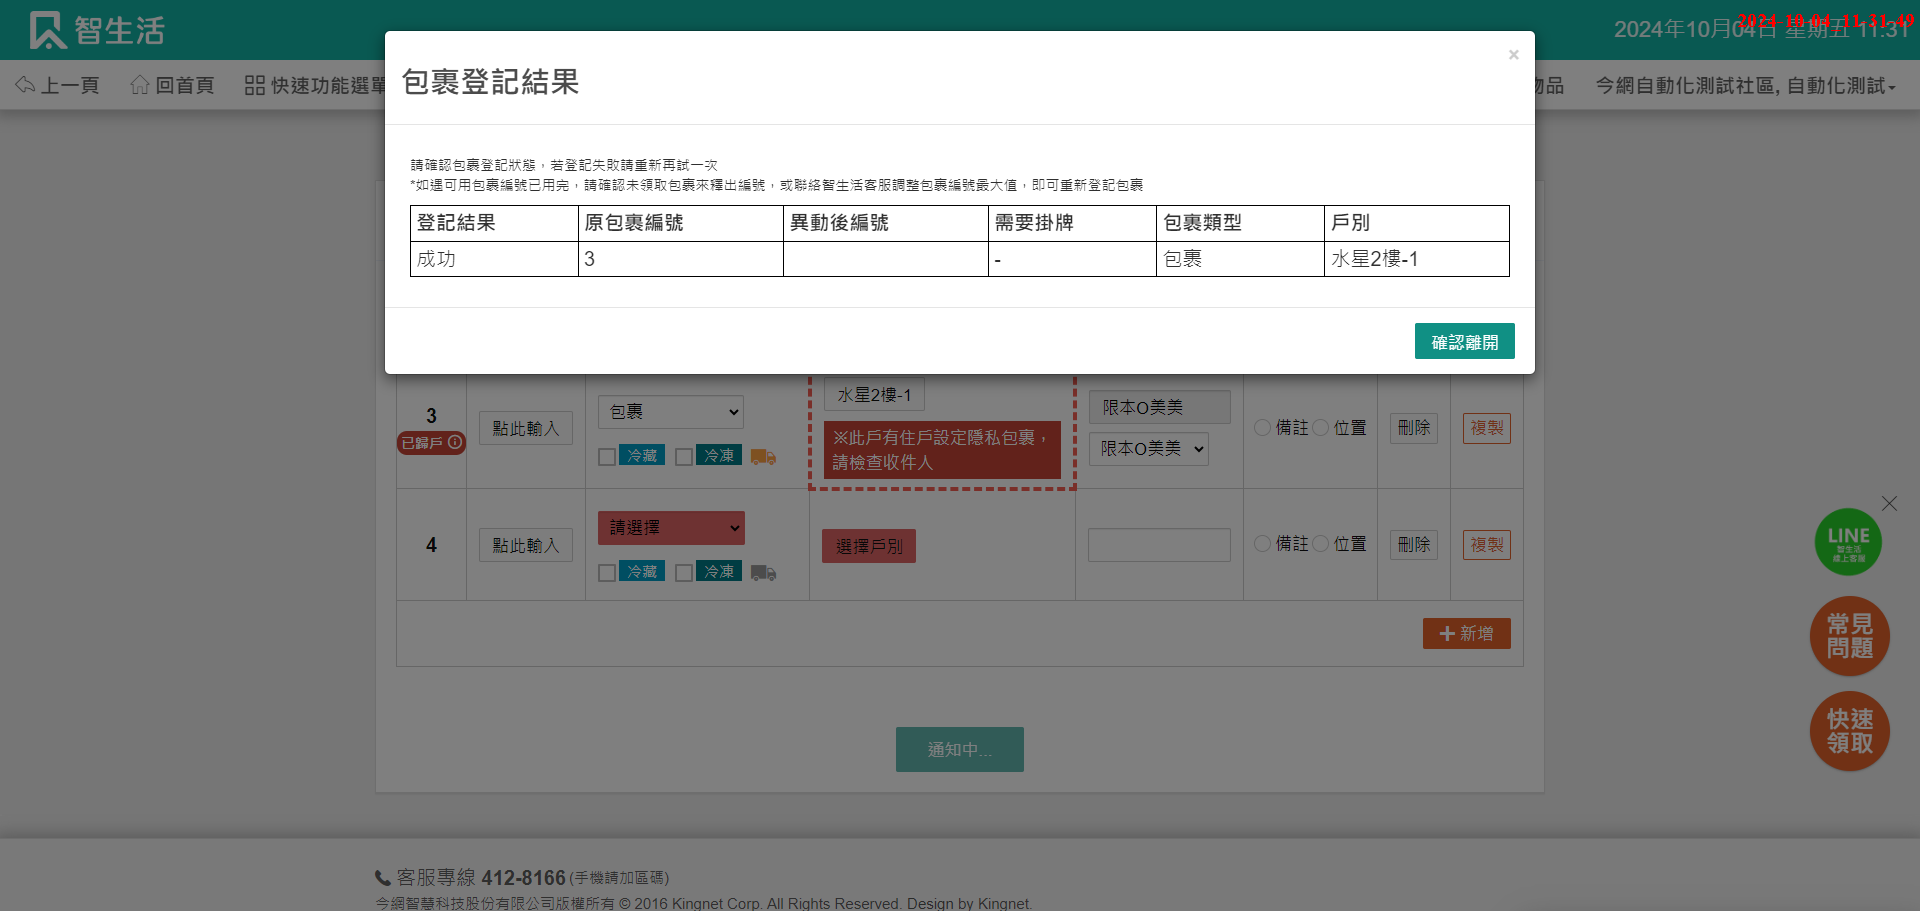 智生活
2024年10月04日 星期五 11:31
2024-10-04_11:31:49
上一頁
回首頁
快速功能選單
物品
今網自動化測試社區, 自動化測試
包裹登記結果
×
請確認包裹登記狀態，若登記失敗請重新再試一次
*如遇可用包裹編號已用完，請確認未領取包裹來釋出編號，或聯絡智生活客服調整包裹編號最大值，即可重新登記包裹
登記結果 原包裹編號 異動後編號 需要掛牌 包裹類型 戶別
成功 3 - 包裹 水星2樓-1
確認離開
3
已歸戶
點此輸入
包裹
冷藏
冷凍
水星2樓-1
※此戶有住戶設定隱私包裹，
請檢查收件人
限本O美美
限本O美美
備註
位置
刪除
複製
4
點此輸入
請選擇
冷藏
冷凍
選擇戶別
備註
位置
刪除
複製
新增
通知中...
LINE
智生活
線上客服
常見
問題
快速
領取
客服專線 412-8166 (手機請加區碼)
今網智慧科技股份有限公司版權所有 © 2016 Kingnet Corp. All Rights Reserved. Design by Kingnet.